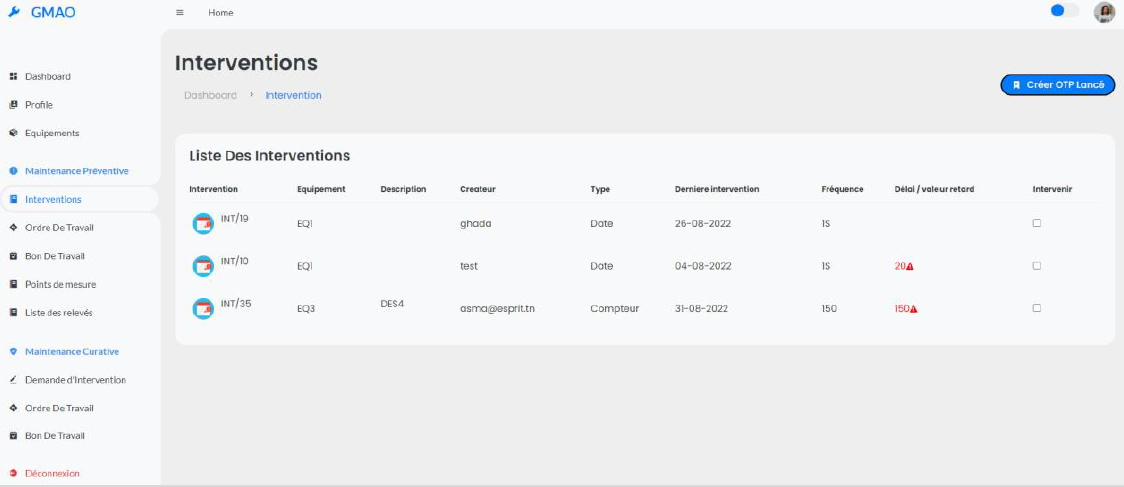 GMAO
Home
Dashboard
Profile
Equipements
Maintenance Préventive
Interventions
Ordre De Travail
Bon De Travail
Points de mesure
Liste des relevés
Maintenance Curative
Demande d'Intervention
Ordre De Travail
Bon De Travail
Déconnexion
Interventions
Dashboard > Intervention
Créer OTP Lancé
Liste Des Interventions
Intervention Equipement Description Createur Type Derniere intervention Fréquence Délai / valeur retard Intervenir
INT/19 EQ1 ghada Date 26-08-2022 1S
INT/10 EQ1 test Date 04-08-2022 1S 20
INT/35 EQ3 DES4 asma@esprit.tn Compteur 31-08-2022 150 150